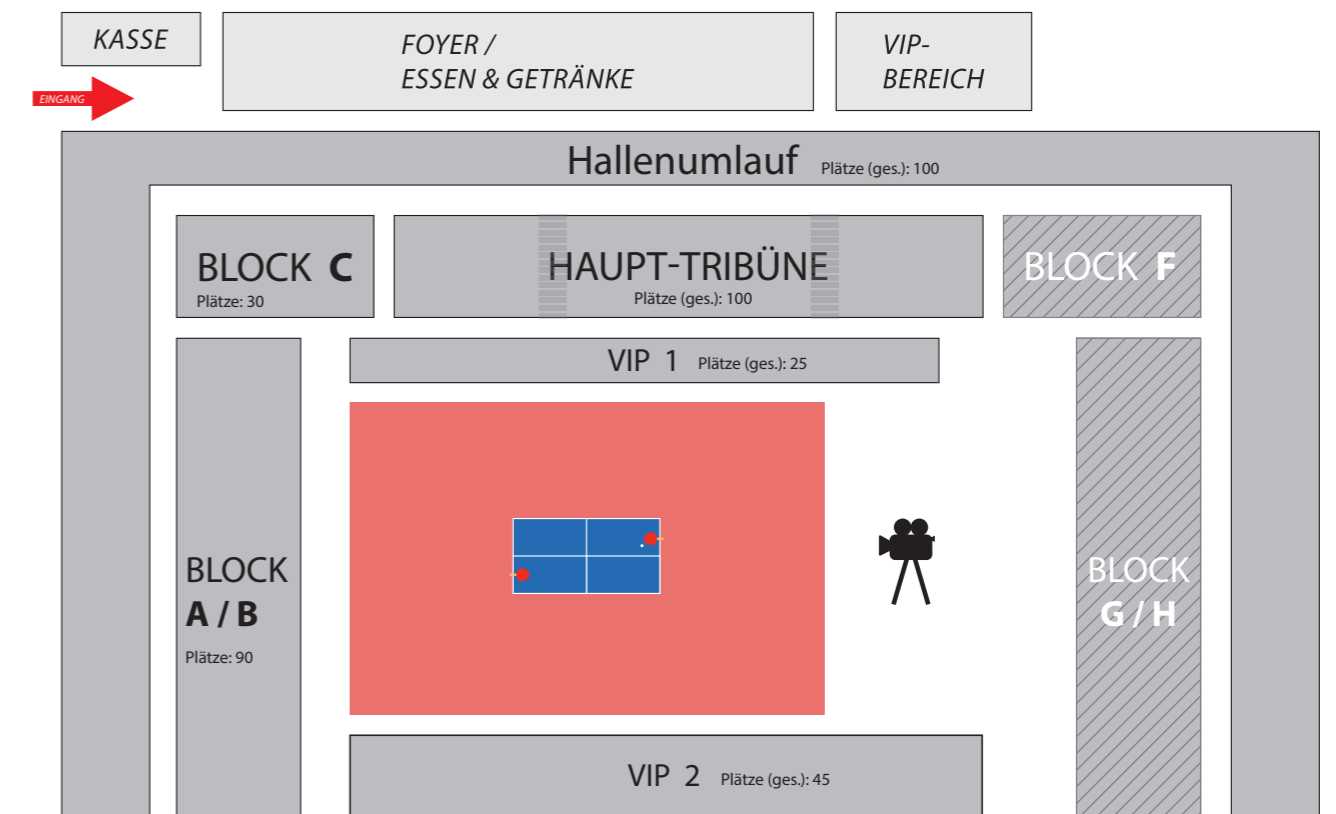 KASSE
FOYER /
ESSEN & GETRÄNKE
VIP-
BEREICH
EINGANG
Hallenumlauf Plätze (ges.): 100
BLOCK C
Plätze: 30
HAUPT-TRIBÜNE
Plätze (ges.): 100
BLOCK F
VIP 1 Plätze (ges.): 25
BLOCK
A / B
Plätze: 90
BLOCK
G / H
VIP 2 Plätze (ges.): 45